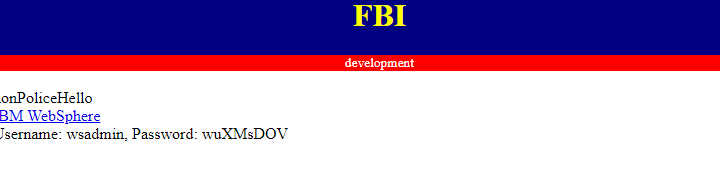 FBI
development
onPoliceHello
BM WebSphere
Username: wsadmin, Password: wuXMsDOV